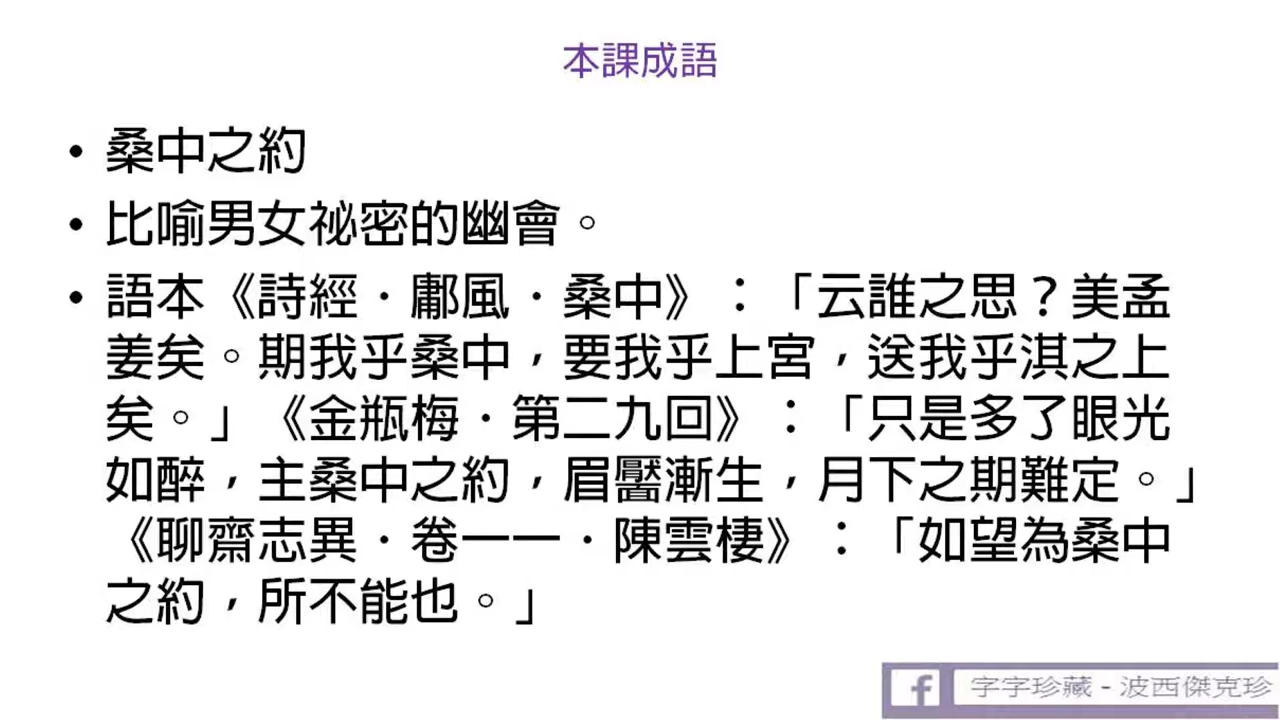 本課成語
• 桑中之約
• 比喻男女祕密的幽會。
• 語本《詩經．鄘風．桑中》：「云誰之思？美孟
姜矣。期我乎桑中，要我乎上宮，送我乎淇之上
矣。」《金瓶梅．第二九回》：「只是多了眼光
如醉，主桑中之約，眉靨漸生，月下之期難定。」
《聊齋志異．卷一一．陳雲棲》：「如望為桑中
之約，所不能也。」
f 字字珍藏 - 波西傑克珍